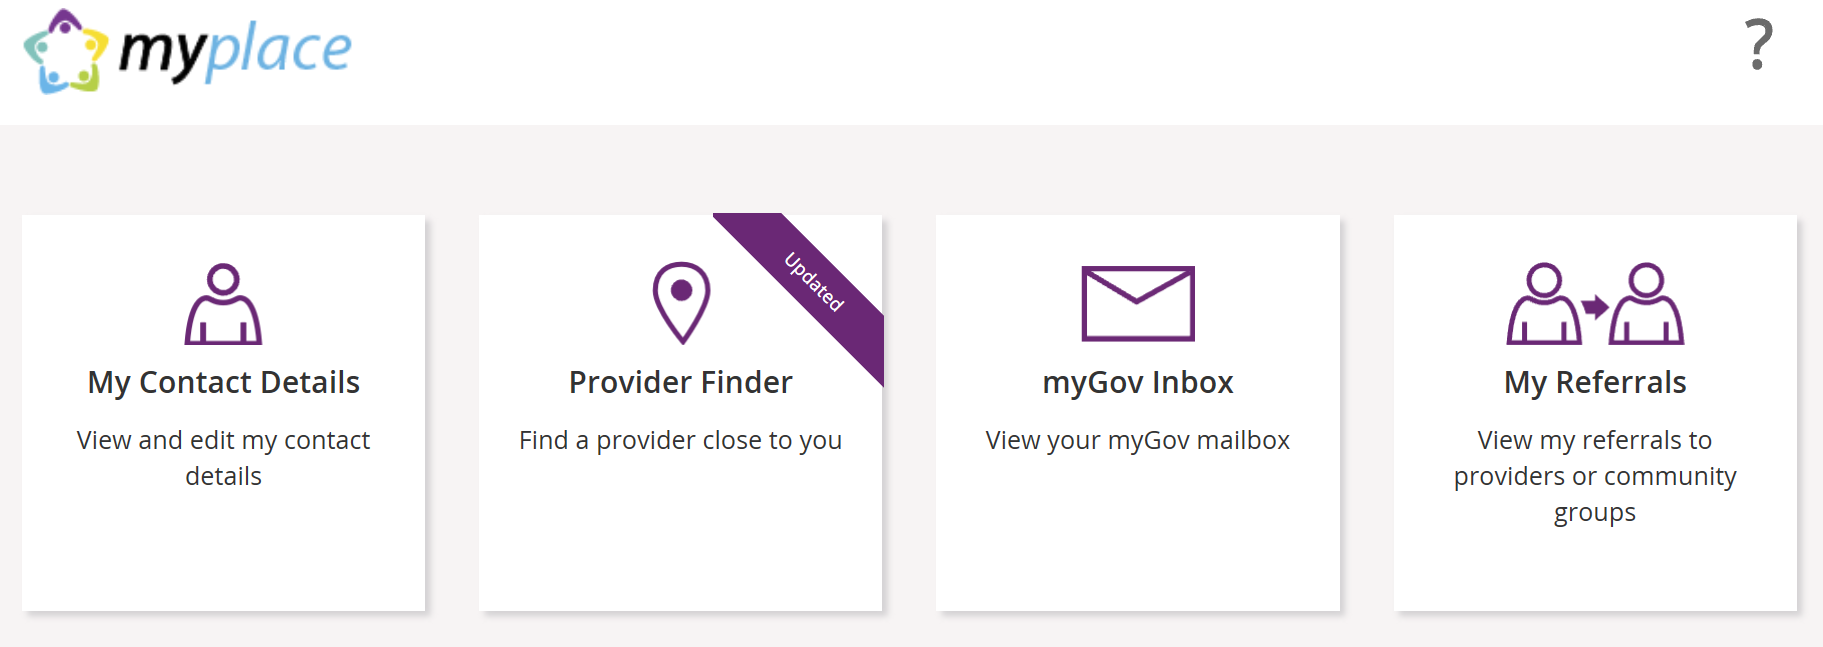 myplace
?
Updated
My Contact Details
View and edit my contact
details
Provider Finder
Find a provider close to you
myGov Inbox
View your myGov mailbox
My Referrals
View my referrals to
providers or community
groups